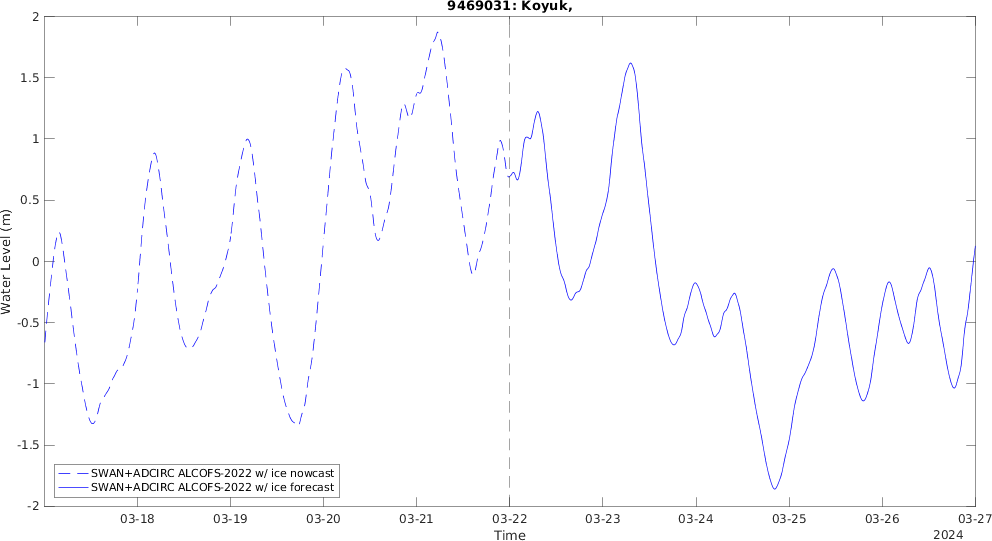 9469031: Koyuk,
2
1.5
1
0.5
0
-0.5
-1
-1.5
-2
Water Level (m)
SWAN+ADCIRC ALCOFS-2022 w/ ice nowcast
SWAN+ADCIRC ALCOFS-2022 w/ ice forecast
03-18 03-19 03-20 03-21 03-22 03-23 03-24 03-25 03-26 03-27
Time
2024